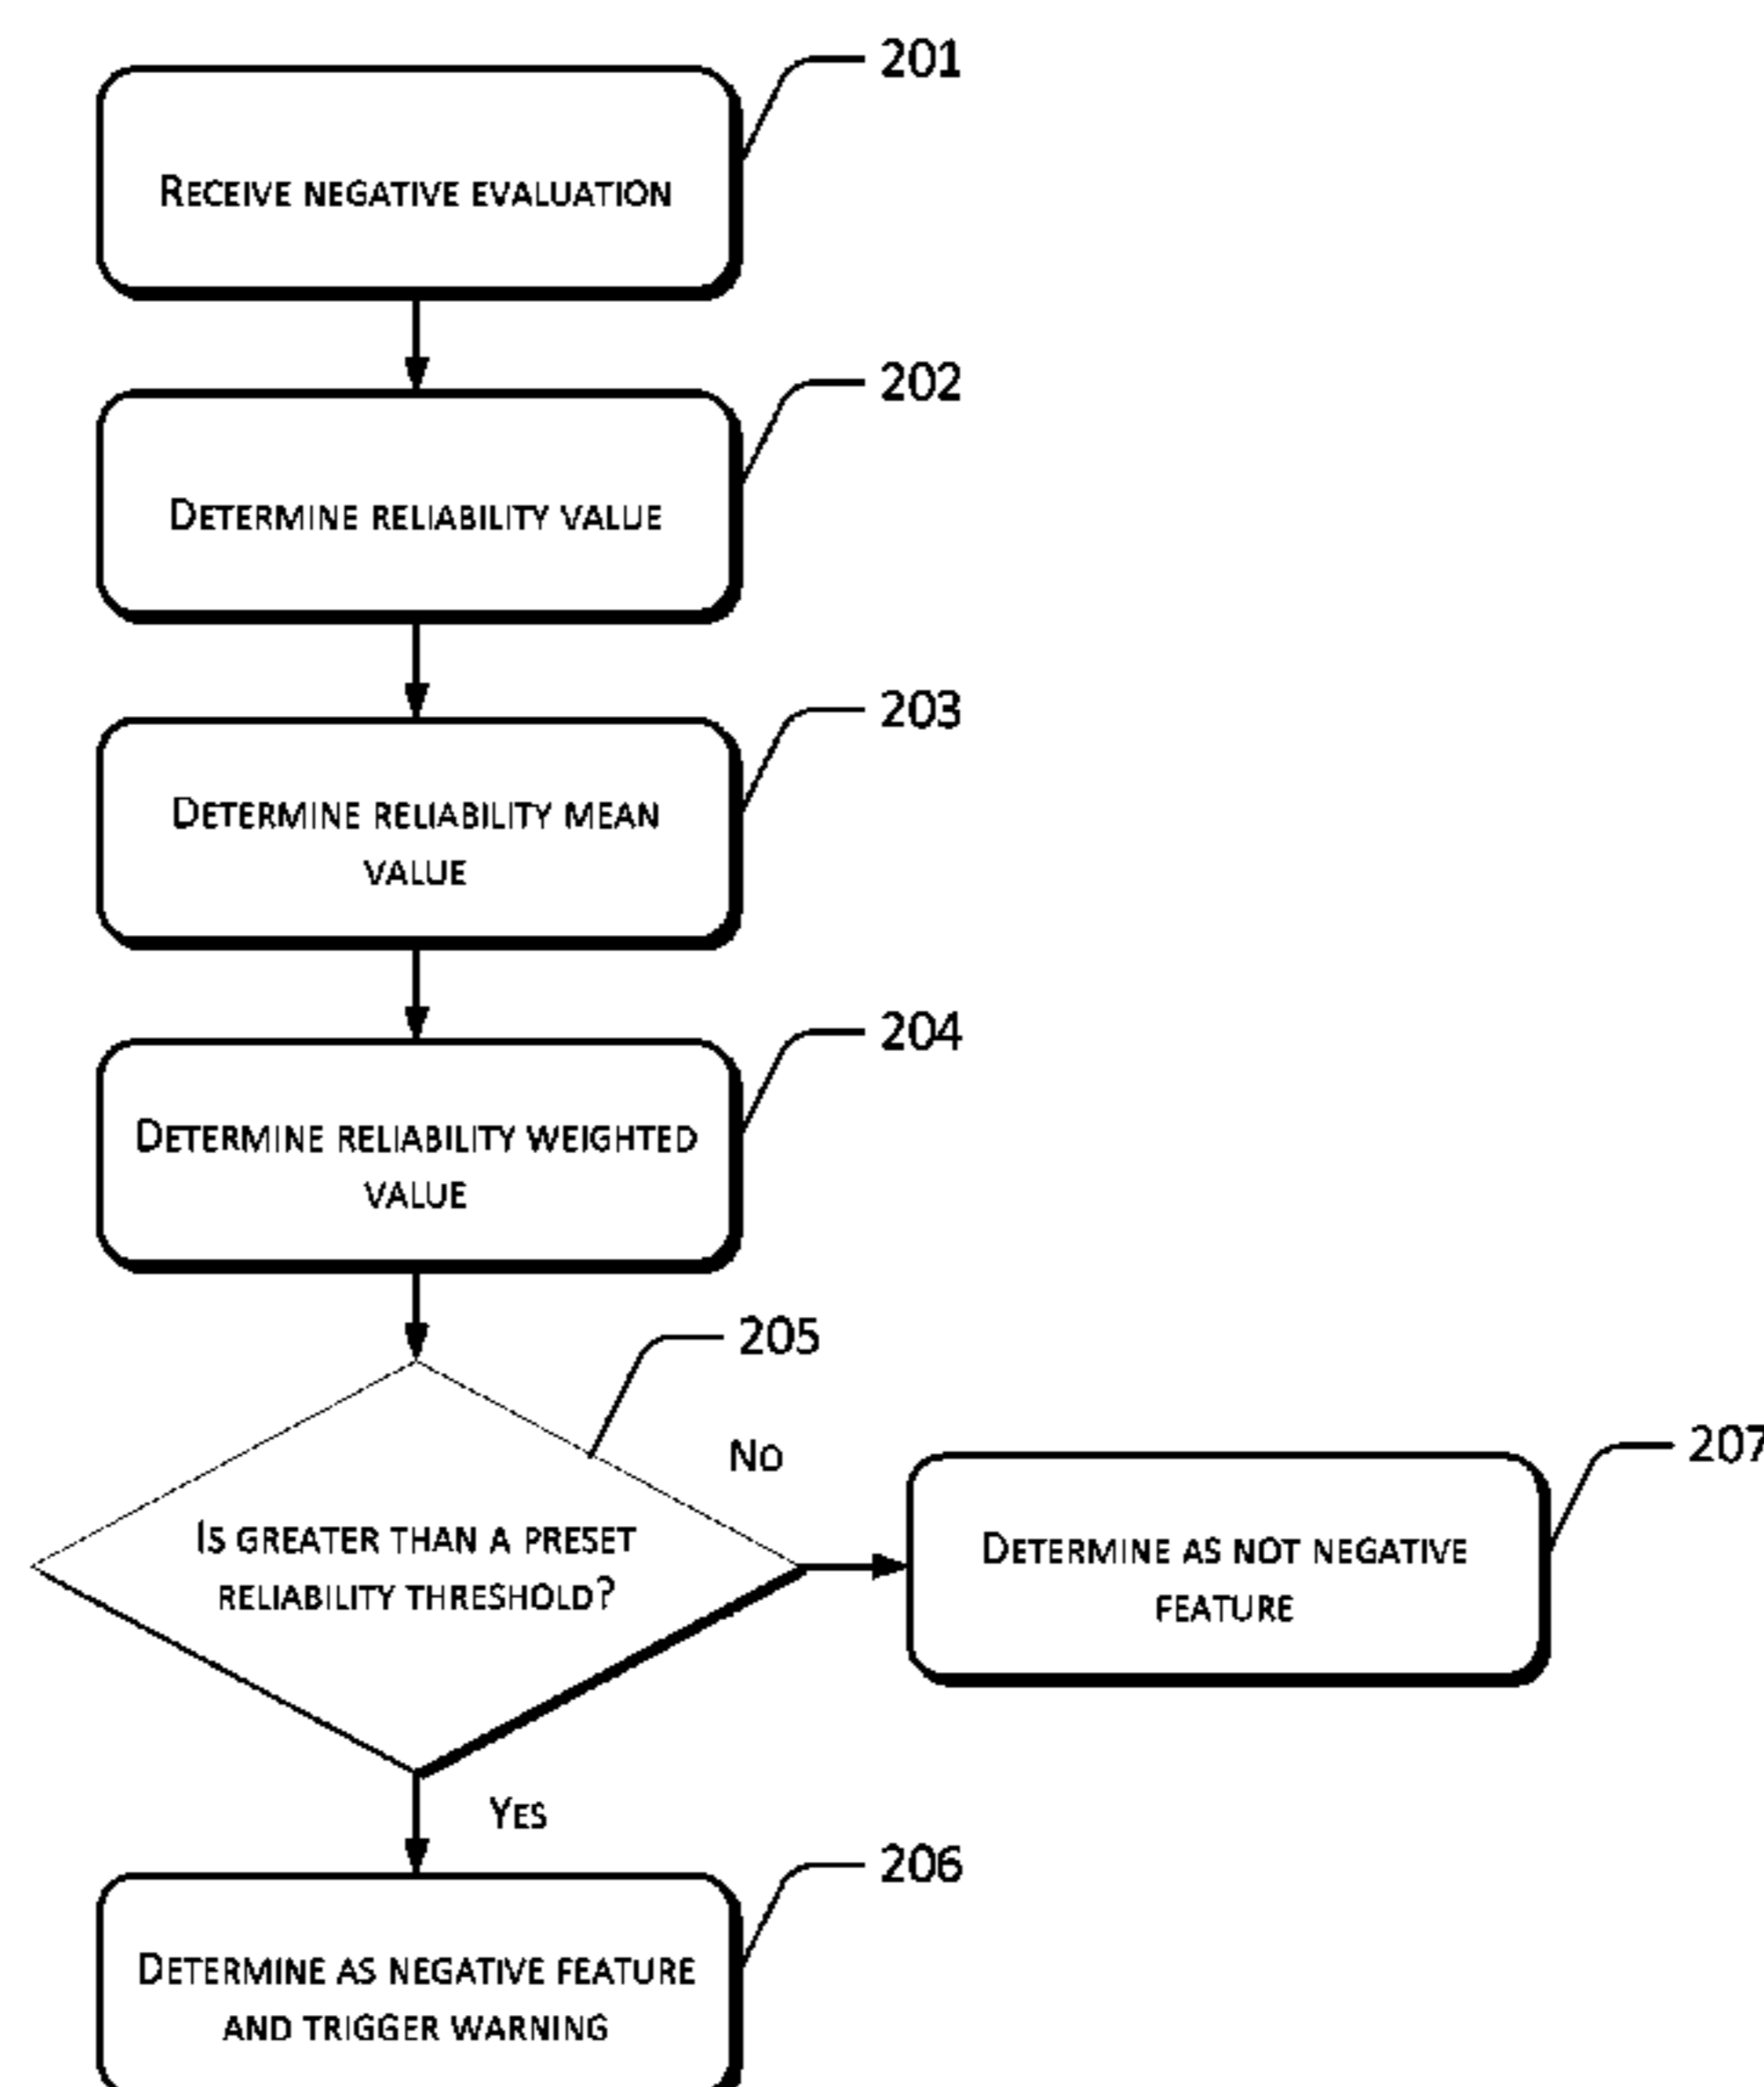 201
Receive negative evaluation
202
Determine reliability value
203
Determine reliability mean
value
204
Determine reliability weighted
value
205
No
207
Is greater than a preset
reliability threshold?
Determine as not negative
feature
Yes
206
Determine as negative feature
and trigger warning